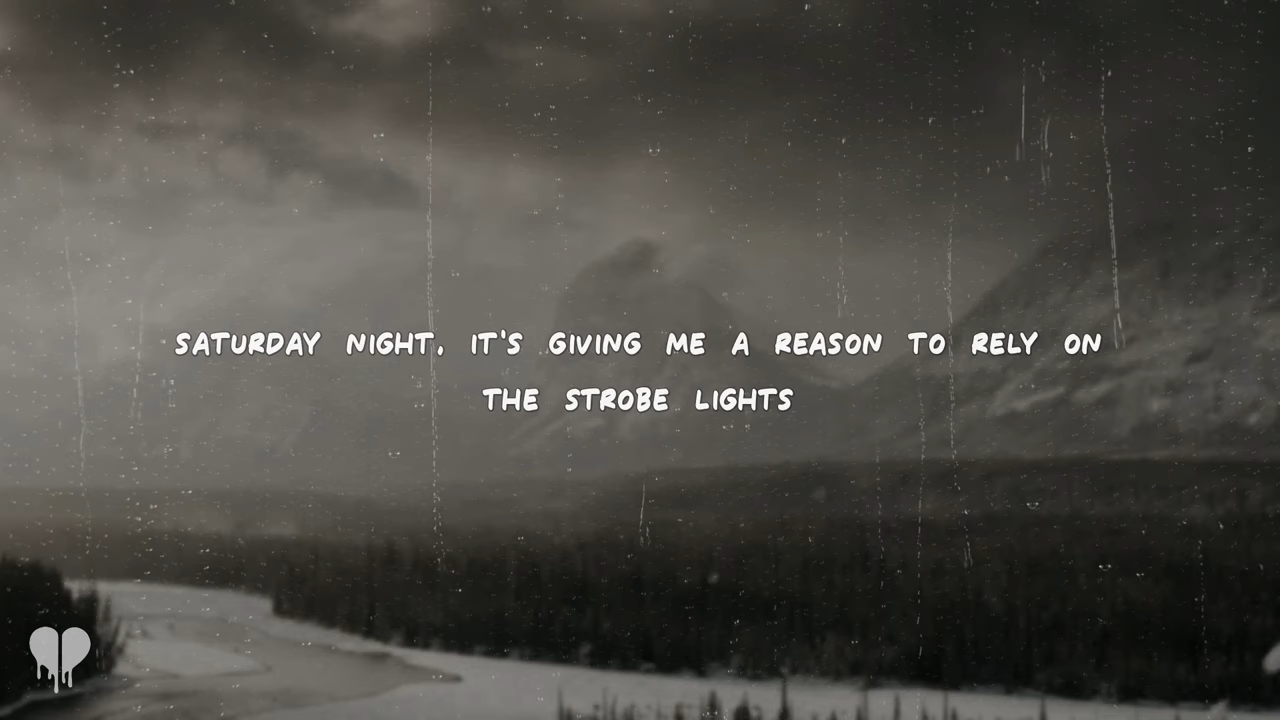 SATURDAY NIGHT, IT'S GIVING ME A REASON TO RELY ON
THE STROBE LIGHTS